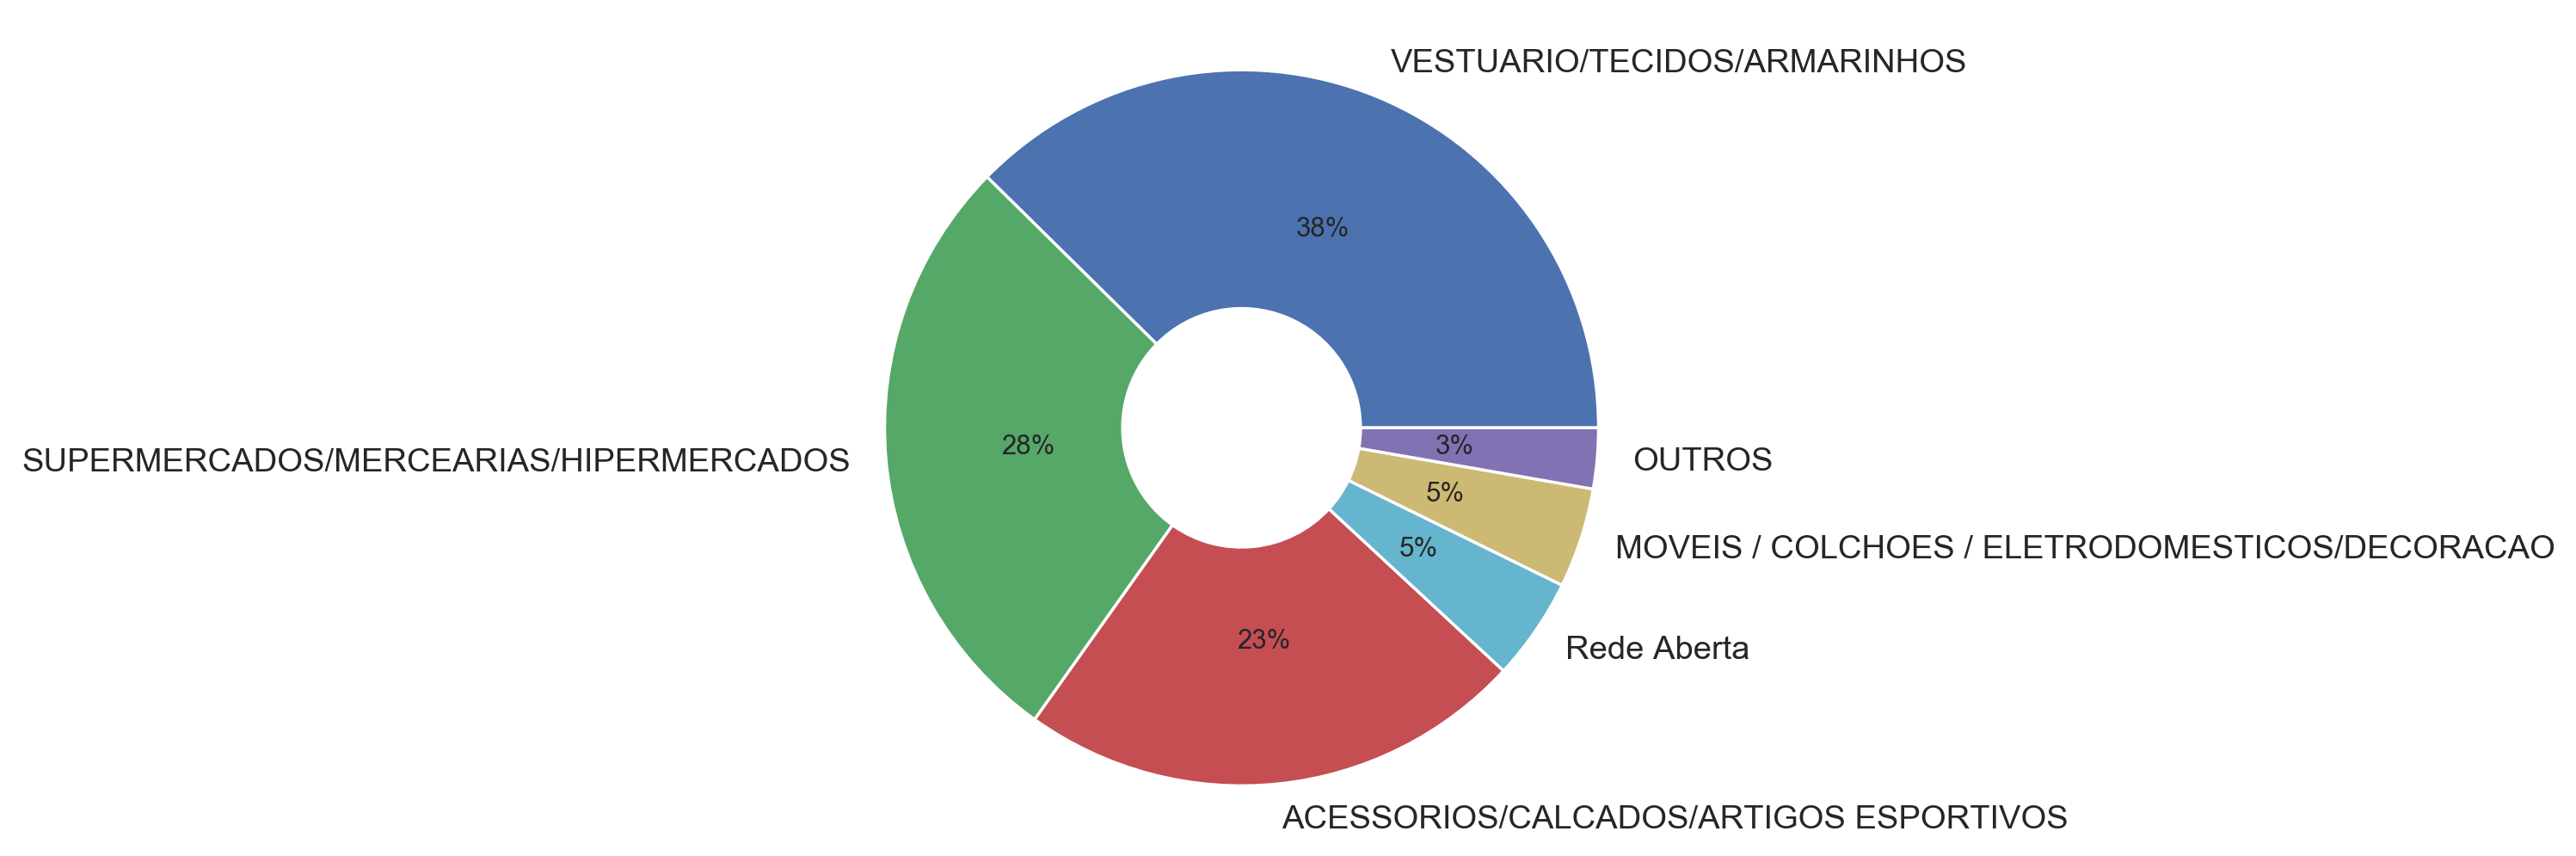 VESTUARIO/TECIDOS/ARMARINHOS
38%
28%
SUPERMERCADOS/MERCEARIAS/HIPERMERCADOS
3%
OUTROS
5%
MOVEIS / COLCHOES / ELETRODOMESTICOS/DECORACAO
5%
Rede Aberta
23%
ACESSORIOS/CALCADOS/ARTIGOS ESPORTIVOS